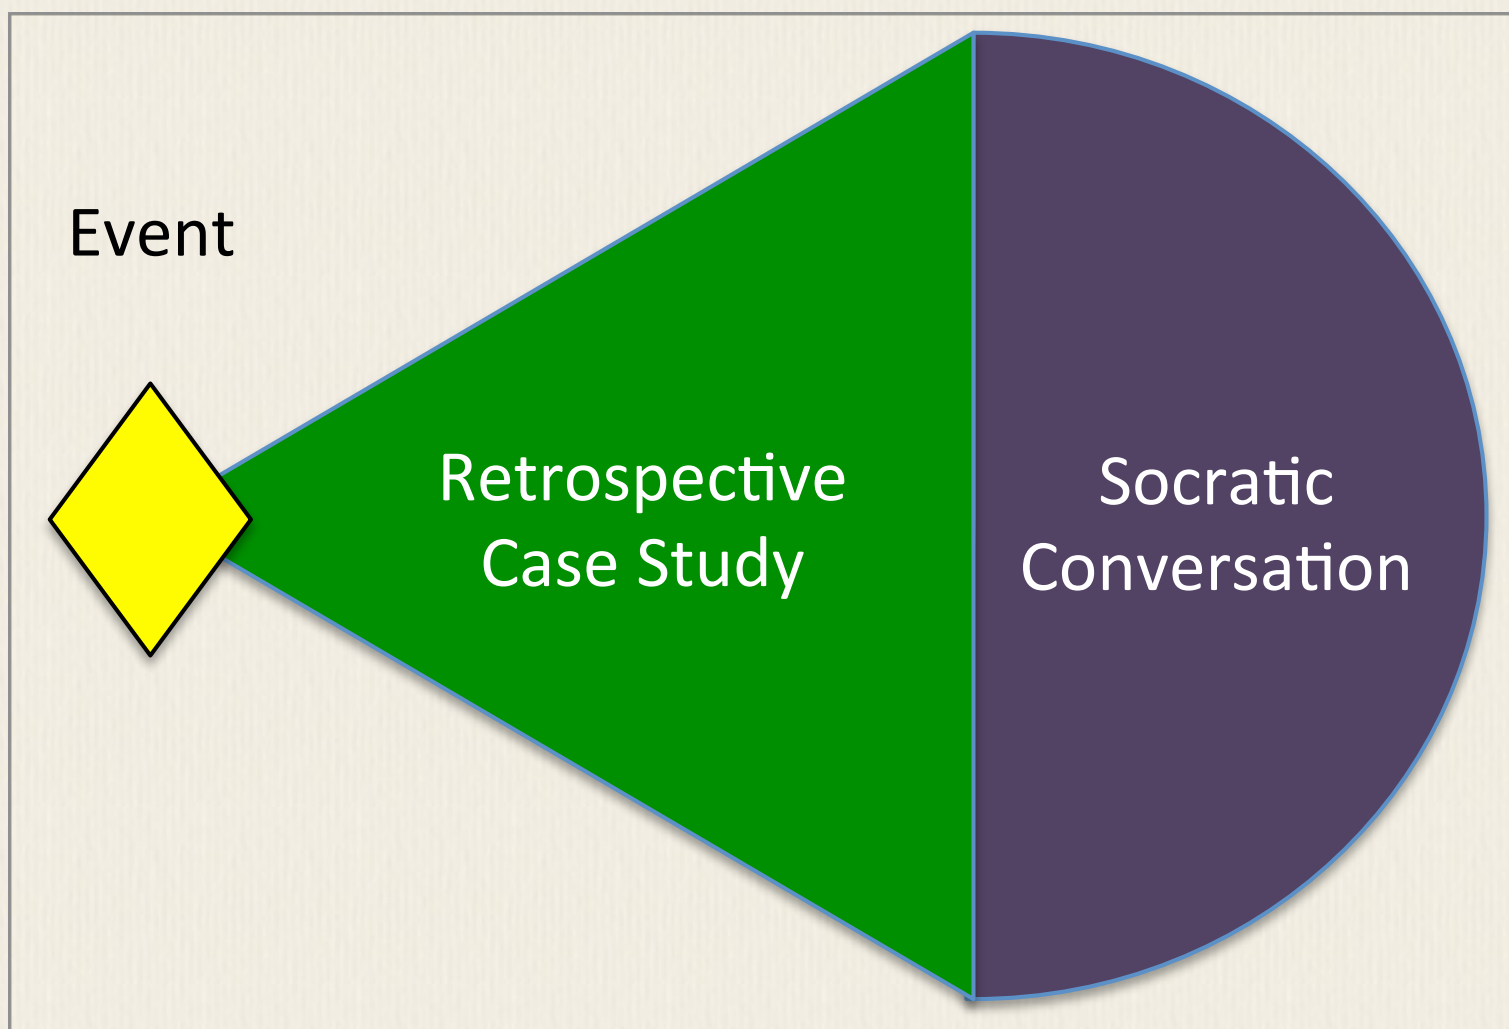 Event
Retrospective
Case Study
Socratic
Conversation